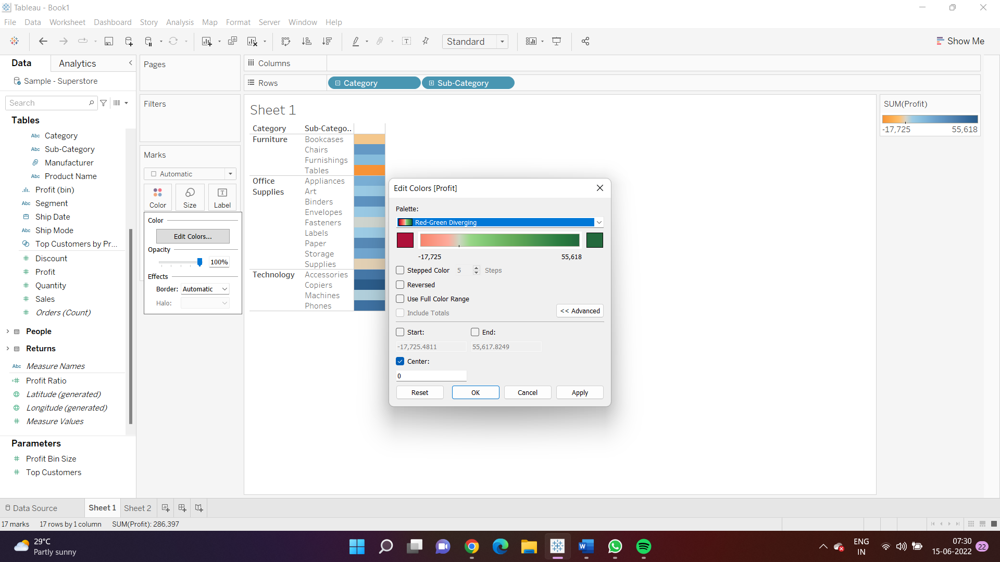 Tableau - Book1
File Data Worksheet Dashboard Story Analysis Map Format Server Window Help
Standard
Show Me
Data Analytics
Sample - Superstore
Search
Tables
Abc Category
Abc Sub-Category
Manufacturer
Abc Product Name
Profit (bin)
Abc Segment
Ship Date
Abc Ship Mode
Top Customers by Pr...
# Discount
# Profit
# Quantity
# Sales
# Orders (Count)
People
Returns
Abc Measure Names
=# Profit Ratio
Latitude (generated)
Longitude (generated)
# Measure Values
Parameters
# Profit Bin Size
# Top Customers
Pages
Filters
Marks
Automatic
Color Size Label
Color
Edit Colors...
Opacity
100%
Effects
Border: Automatic
Halo:
Columns
Rows Category Sub-Category
Sheet 1
Category Sub-Catego..
Furniture Bookcases
Chairs
Furnishings
Tables
Office Supplies Appliances
Art
Binders
Envelopes
Fasteners
Labels
Paper
Storage
Supplies
Technology Accessories
Copiers
Machines
Phones
SUM(Profit)
-17,725 55,618
Edit Colors [Profit]
Palette:
Red-Green Diverging
-17,725 55,618
Stepped Color 5 Steps
Reversed
Use Full Color Range
Include Totals
<< Advanced
Start: End:
-17,725.4811 55,617.8249
Center:
0
Reset OK Cancel Apply
Data Source Sheet 1 Sheet 2
17 marks 17 rows by 1 column SUM(Profit): 286,397
29°C
Partly sunny
ENG
IN
07:30
15-06-2022
22